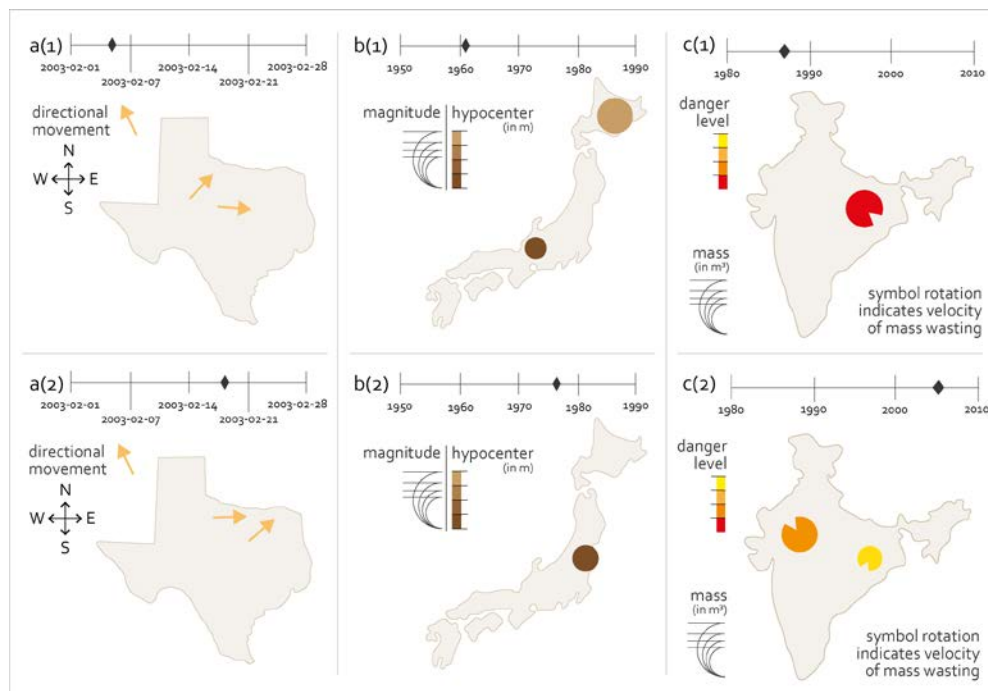 a(1)
2003-02-01
2003-02-07
2003-02-14
2003-02-21
2003-02-28
directional
movement
N
W
E
S
b(1)
1950
1960
1970
1980
1990
magnitude
hypocenter
(in m)
c(1)
1980
1990
2000
2010
danger
level
mass
(in m³)
symbol rotation
indicates velocity
of mass wasting
a(2)
2003-02-01
2003-02-07
2003-02-14
2003-02-21
2003-02-28
directional
movement
N
W
E
S
b(2)
1950
1960
1970
1980
1990
magnitude
hypocenter
(in m)
c(2)
1980
1990
2000
2010
danger
level
mass
(in m³)
symbol rotation
indicates velocity
of mass wasting